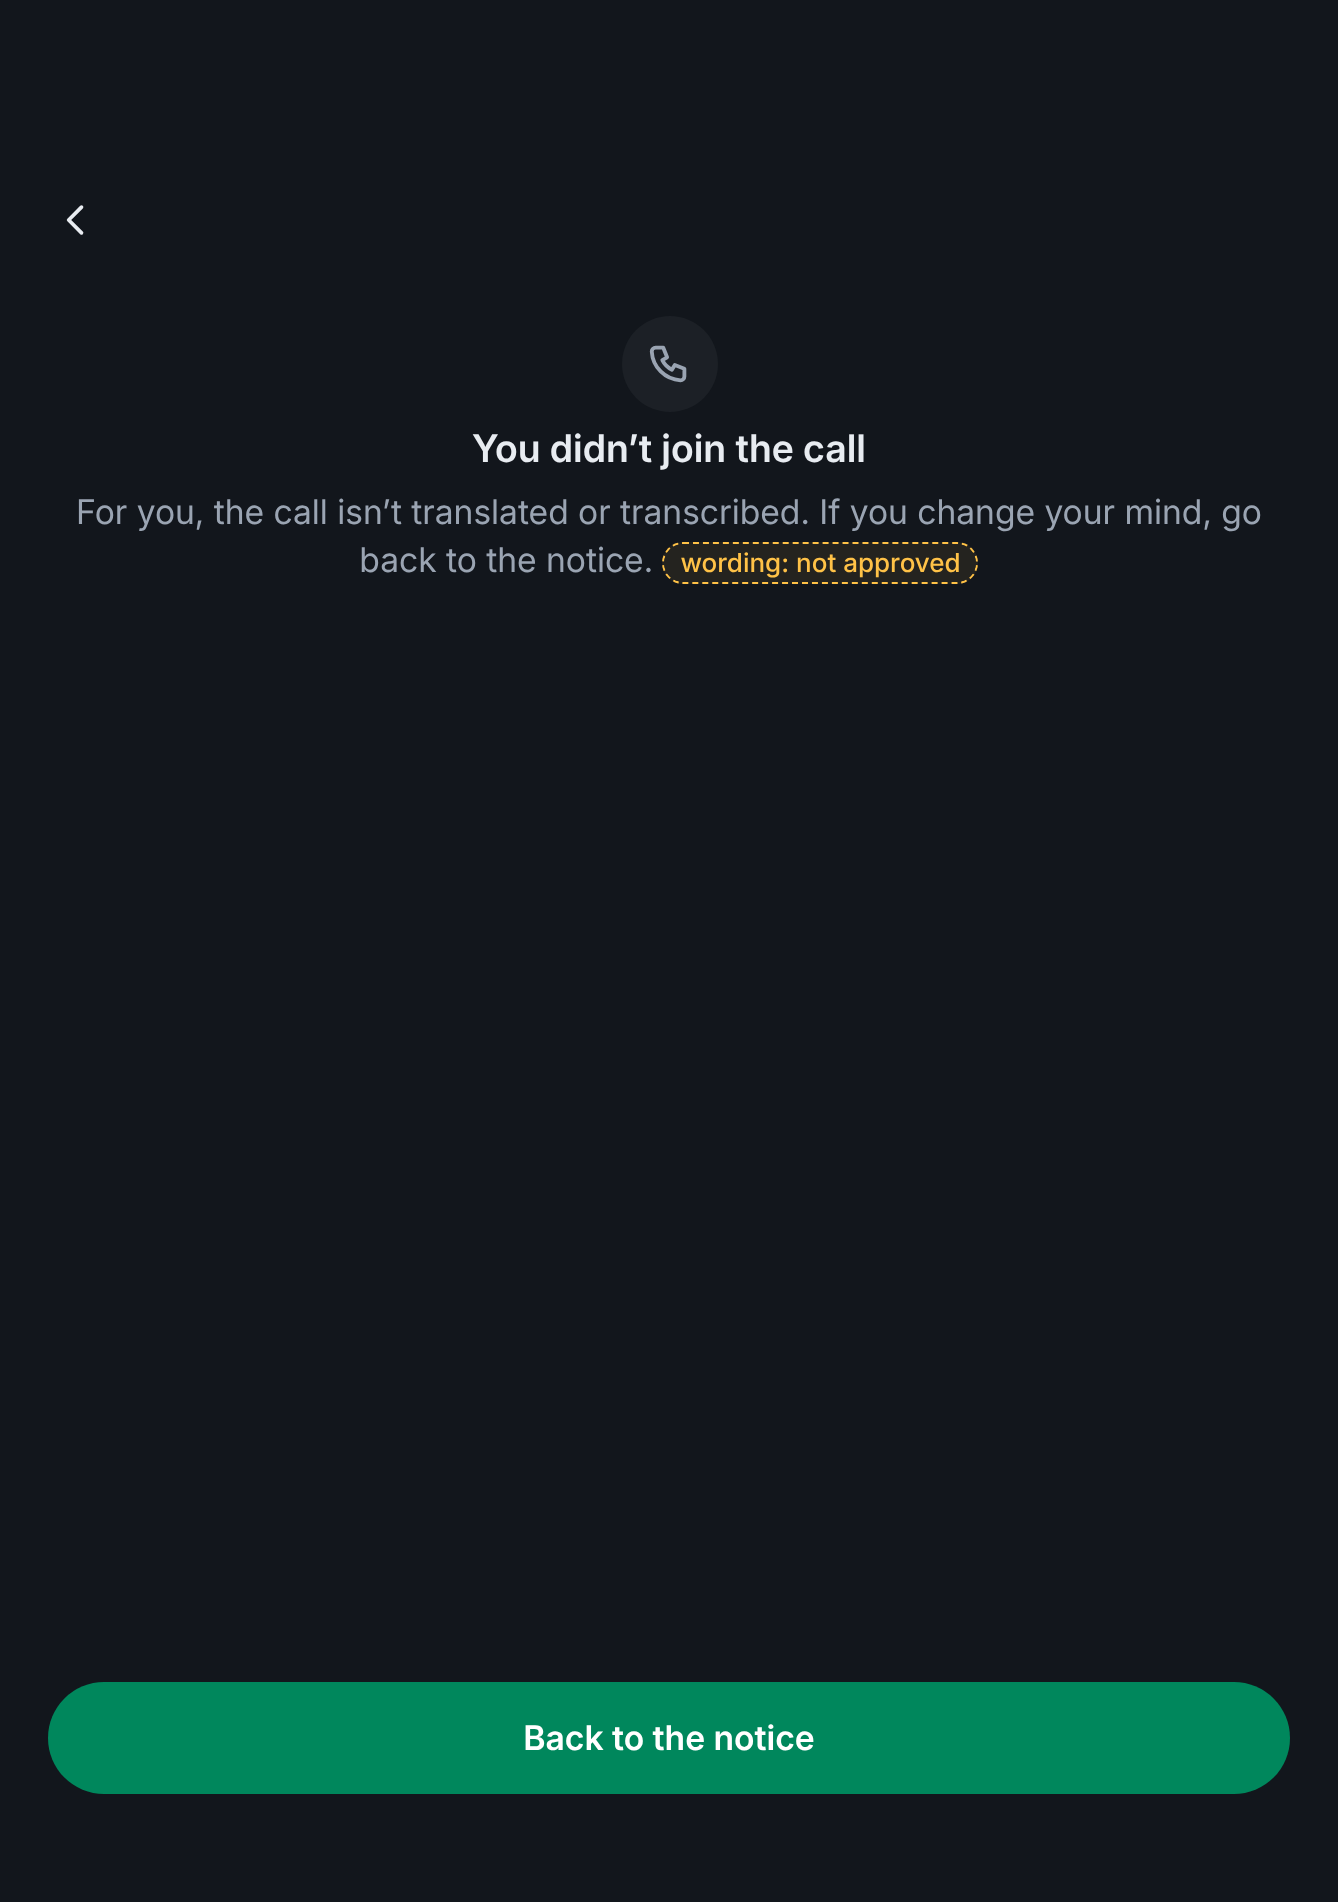 You didn’t join the call
For you, the call isn’t translated or transcribed. If you change your mind, go
back to the notice. wording: not approved
Back to the notice